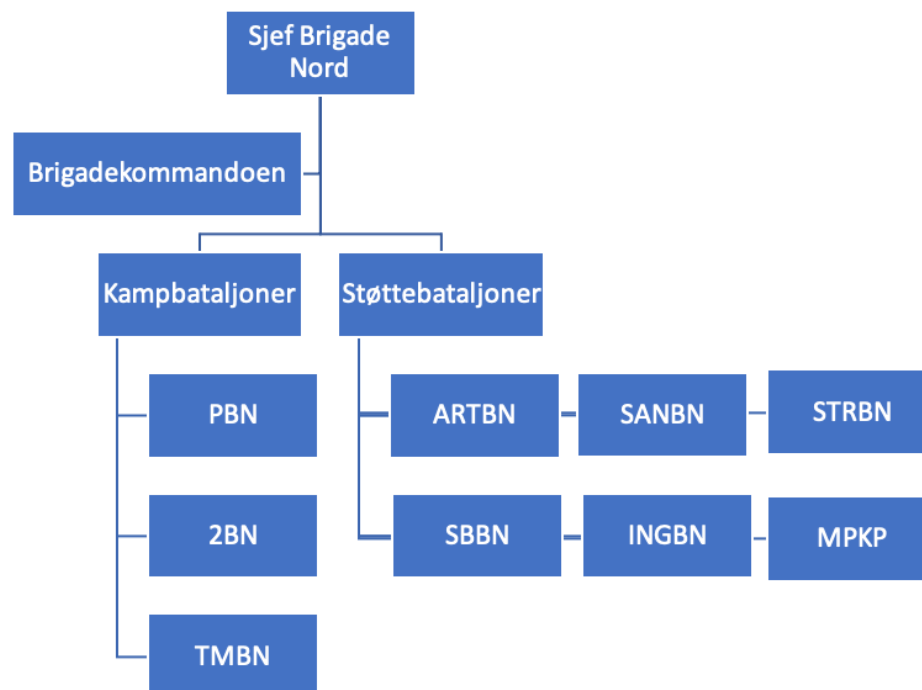 Sjef Brigade
Nord
Brigadekommandoen
Kampbataljoner
Støttebataljoner
PBN
ARTBN
SANBN
STRBN
2BN
SBBN
INGBN
MPKP
TMBN